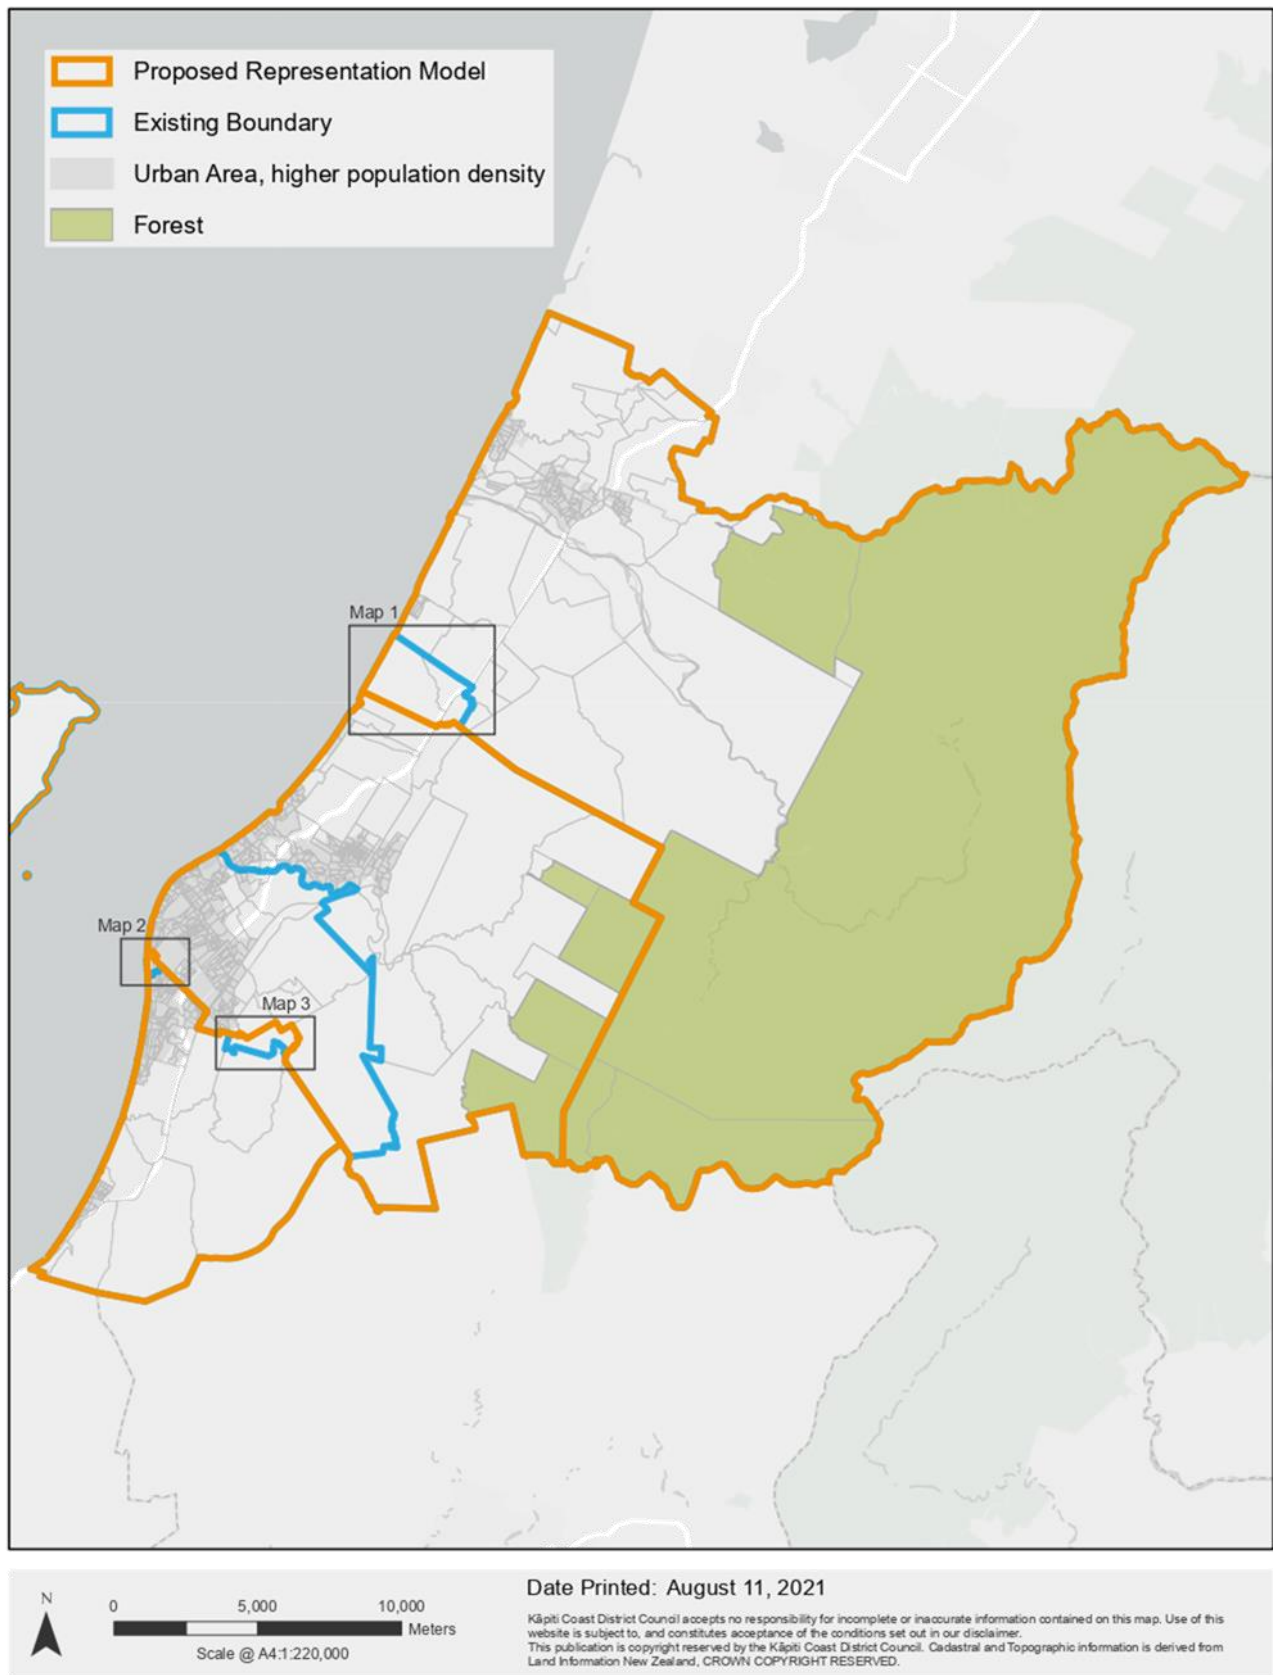 Proposed Representation Model
Existing Boundary
Urban Area, higher population density
Forest
Map 1
Map 2
Map 3
N
0 5,000 10,000
Meters
Scale @ A4:1:220,000
Date Printed: August 11, 2021
Kāpiti Coast District Council accepts no responsibility for incomplete or inaccurate information contained on this map. Use of this
website is subject to, and constitutes acceptance of the conditions set out in our disclaimer.
This publication is copyright reserved by the Kāpiti Coast District Council. Cadastral and Topographic information is derived from
Land Information New Zealand, CROWN COPYRIGHT RESERVED.